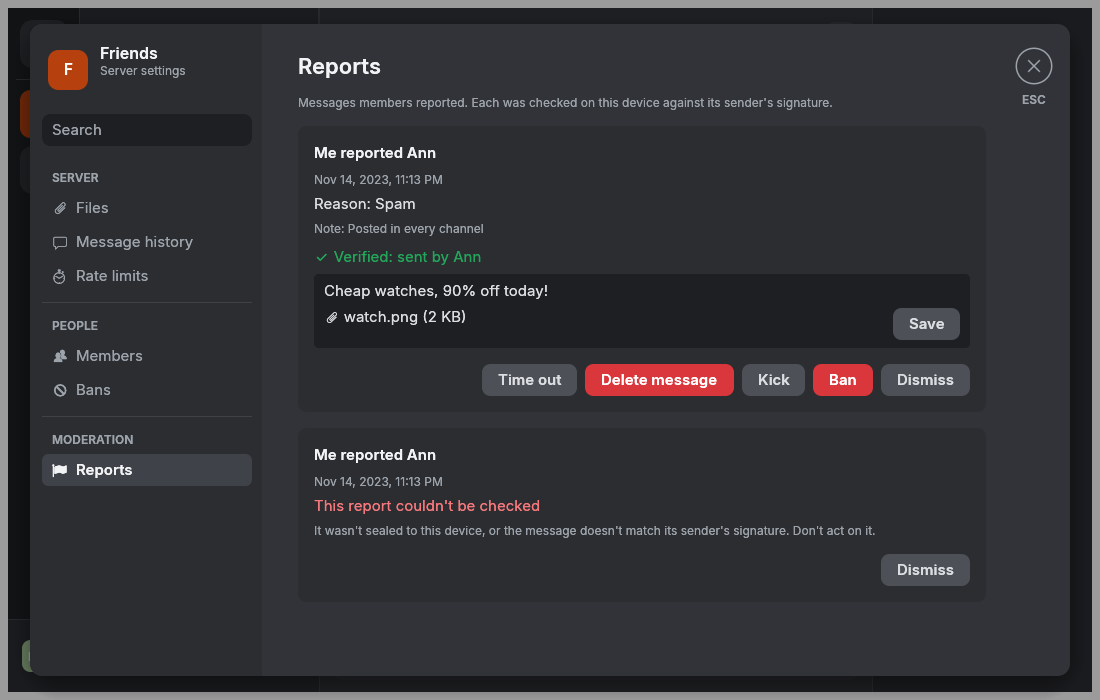 F
Friends
Server settings
Search
SERVER
Files
Message history
Rate limits
PEOPLE
Members
Bans
MODERATION
Reports
Reports
ESC
Messages members reported. Each was checked on this device against its sender's signature.
Me reported Ann
Nov 14, 2023, 11:13 PM
Reason: Spam
Note: Posted in every channel
Verified: sent by Ann
Cheap watches, 90% off today!
watch.png (2 KB)
Save
Time out
Delete message
Kick
Ban
Dismiss
Me reported Ann
Nov 14, 2023, 11:13 PM
This report couldn't be checked
It wasn't sealed to this device, or the message doesn't match its sender's signature. Don't act on it.
Dismiss